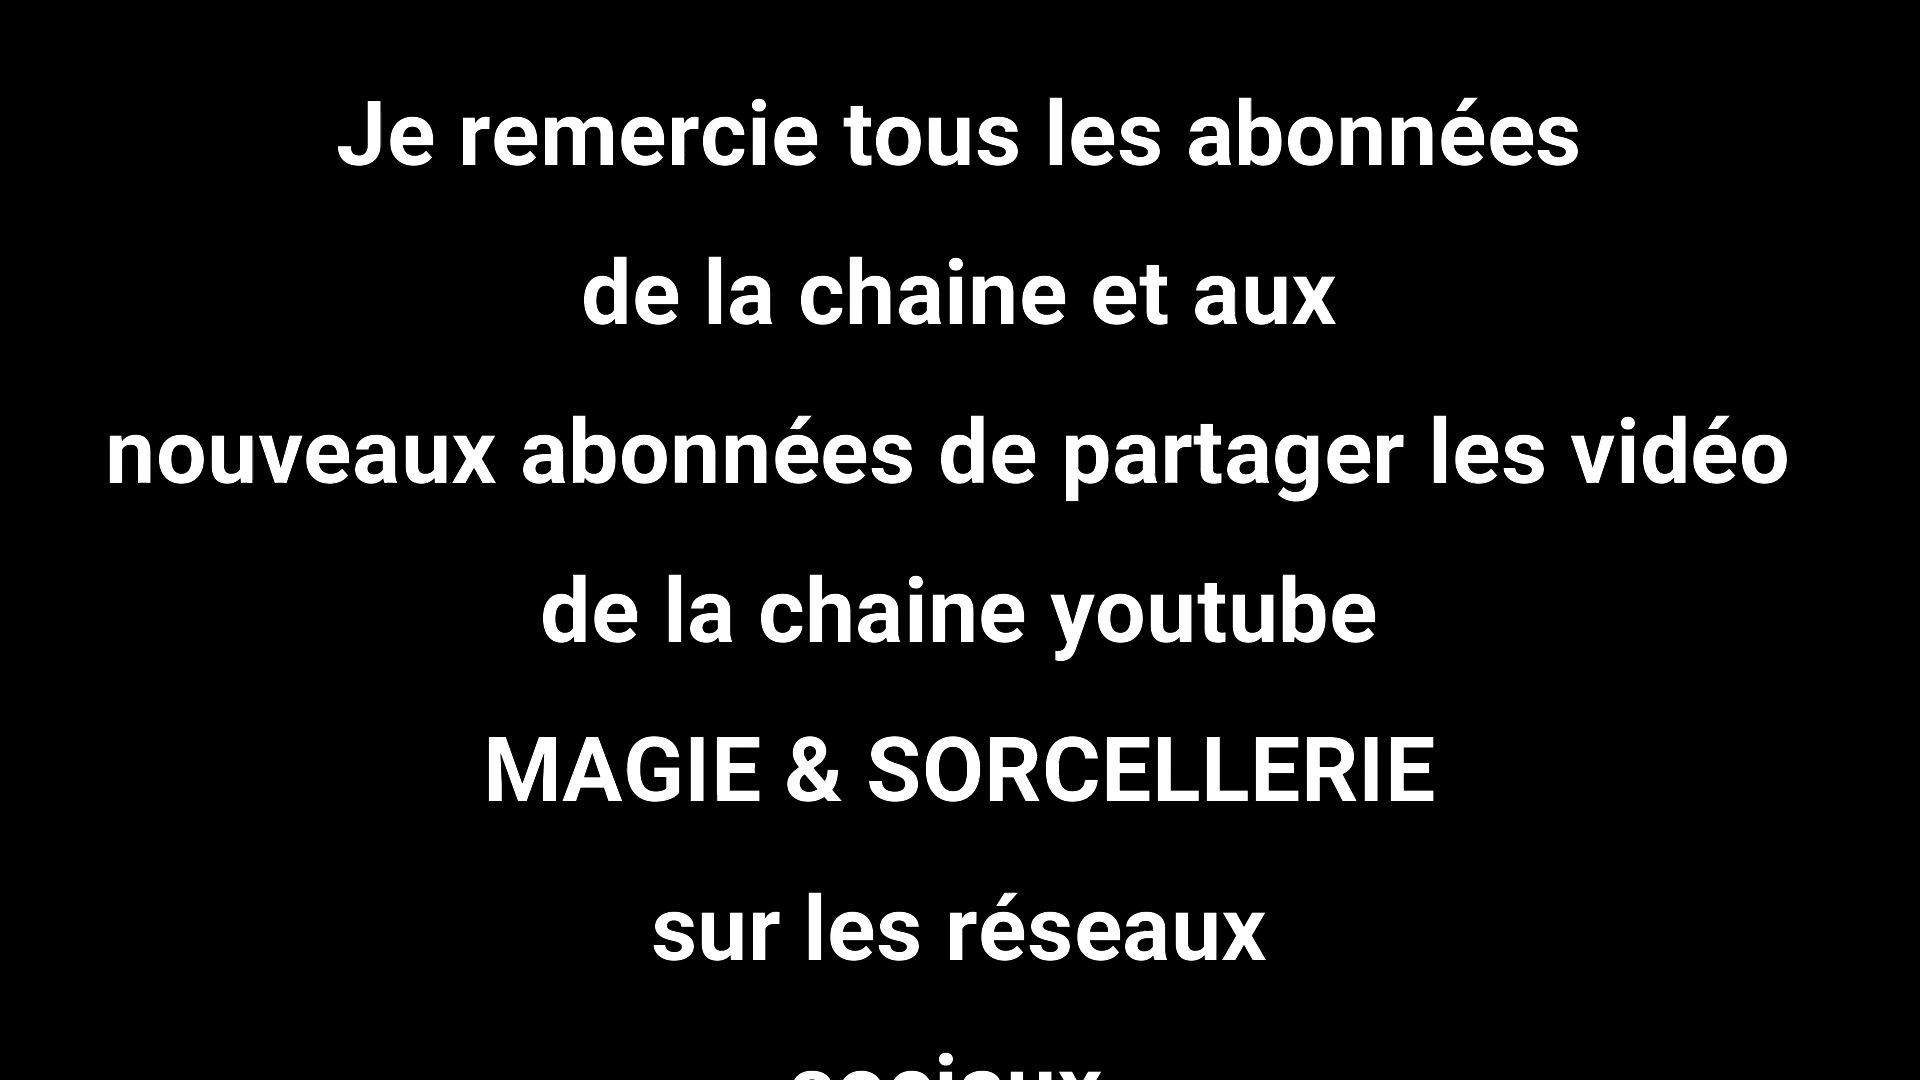 Je remercie tous les abonnées
de la chaine et aux
nouveaux abonnées de partager les vidéo
de la chaine youtube
MAGIE & SORCELLERIE
sur les réseaux
sociaux